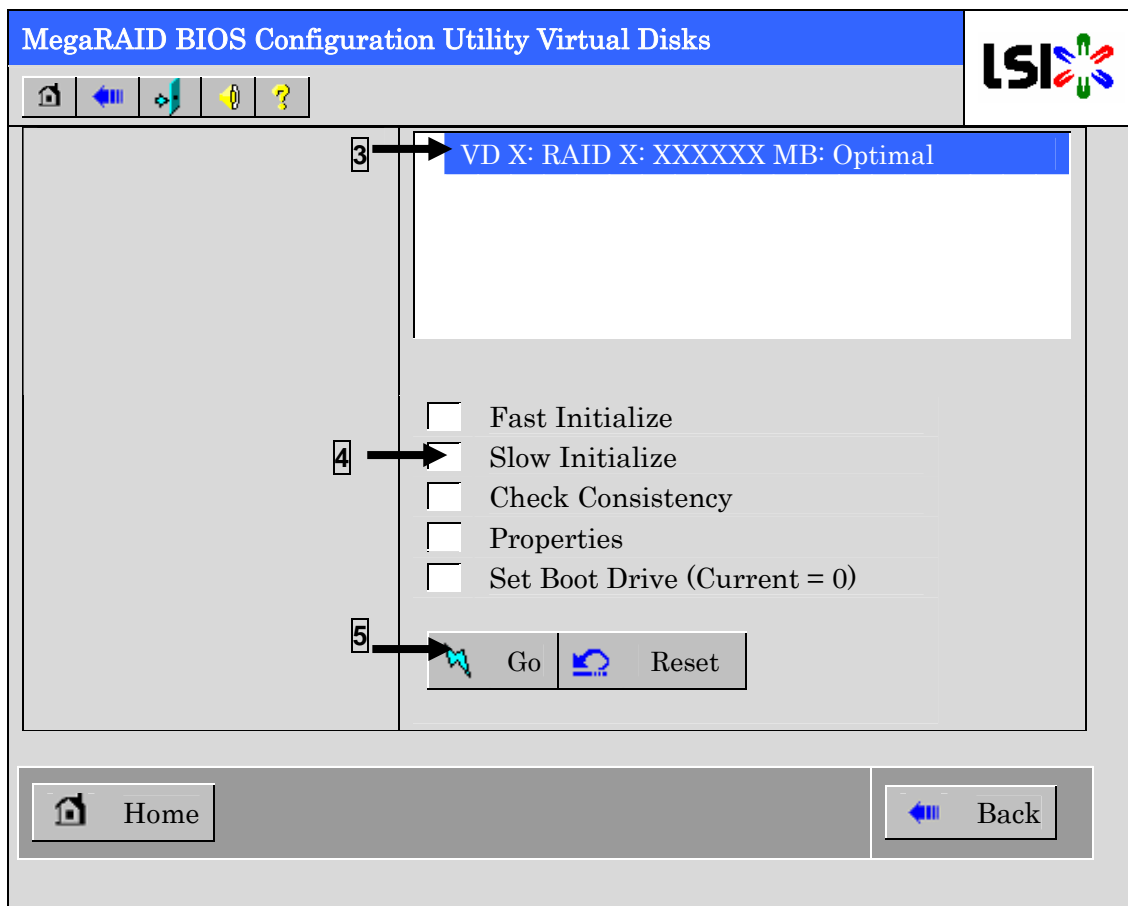 MegaRAID BIOS Configuration Utility Virtual Disks
LSI
3
VD X: RAID X: XXXXXX MB: Optimal
Fast Initialize
4
Slow Initialize
Check Consistency
Properties
Set Boot Drive (Current = 0)
5
Go
Reset
Home
Back